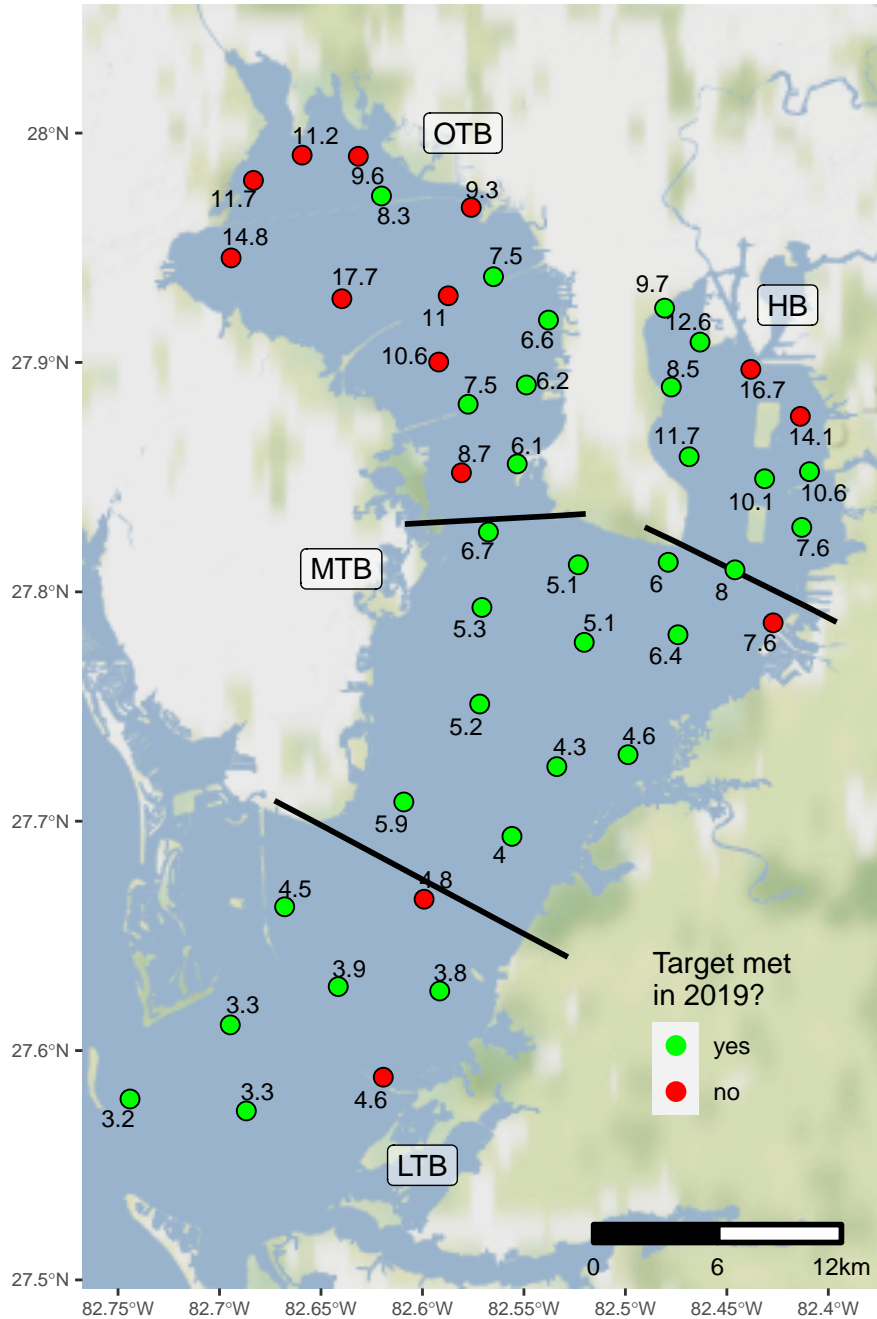 28°N
27.9°N
27.8°N
27.7°N
27.6°N
27.5°N
82.75°W
82.7°W
82.65°W
82.6°W
82.55°W
82.5°W
82.45°W
82.4°W
OTB
11.2
9.6
11.7
8.3
9.3
14.8
7.5
17.7
11
6.6
10.6
7.5
6.2
8.7
6.1
HB
9.7
12.6
8.5
16.7
11.7
14.1
10.1
10.6
7.6
8
MTB
6.7
5.1
6
5.3
5.1
6.4
7.6
5.2
4.3
4.6
5.9
4
4.8
4.5
3.9
3.8
3.3
4.6
3.2
3.3
LTB
Target met
in 2019?
yes
no
0
6
12km